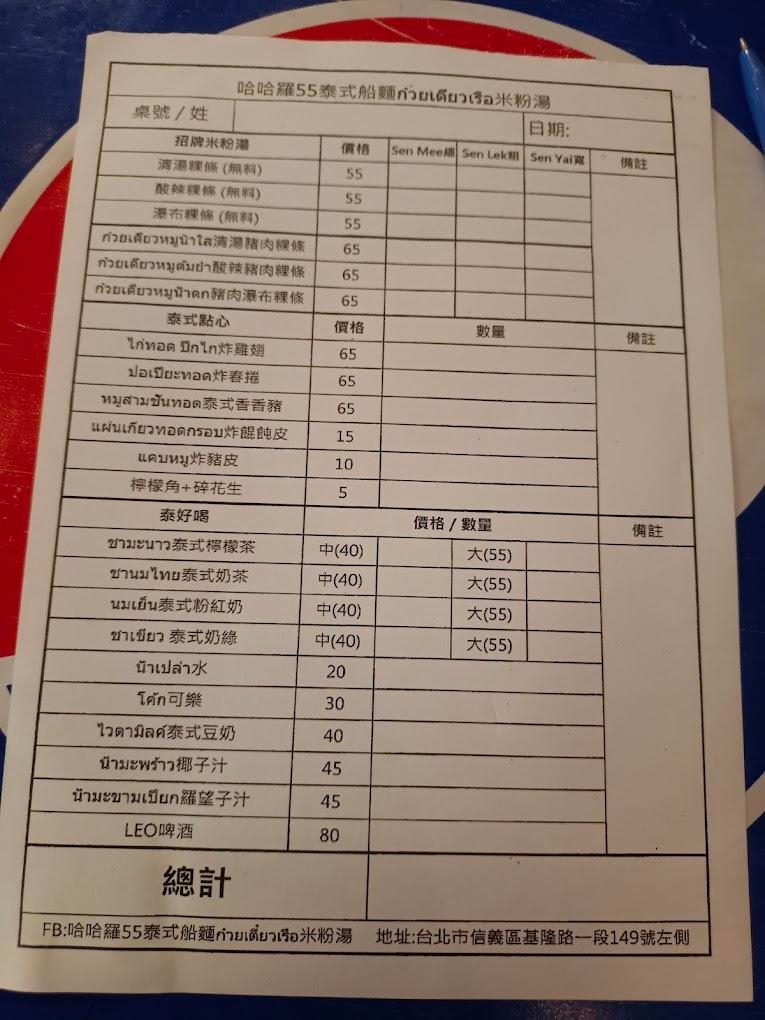 哈哈羅55泰式船麵ก๋วยเตี๋ยวเรือ米粉湯
桌號 / 姓 日期:
招牌米粉湯 價格 Sen Mee細 Sen Lek粗 Sen Yai寬 備註
清湯粿條 (無料) 55
酸辣粿條 (無料) 55
瀑布粿條 (無料) 55
ก๋วยเตี๋ยวหมูน้ำใส清湯豬肉粿條 65
ก๋วยเตี๋ยวหมูต้มยำ酸辣豬肉粿條 65
ก๋วยเตี๋ยวหมูน้ำตก豬肉瀑布粿條 65
泰式點心 價格 數量 備註
ไก่ทอด ปีกไก่炸雞翅 65
ปอเปี๊ยะทอด炸春捲 65
หมูสามชั้นทอด泰式香香豬 65
แผ่นเกี๊ยวทอดกรอบ炸餛飩皮 15
แคบหมู炸豬皮 10
檸檬角+碎花生 5
泰好喝 價格 / 數量 備註
ชามะนาว泰式檸檬茶 中(40) 大(55)
ชานมไทย泰式奶茶 中(40) 大(55)
นมเย็น泰式粉紅奶 中(40) 大(55)
ชาเขียว 泰式奶綠 中(40) 大(55)
น้ำเปล่า水 20
โค้ก可樂 30
ไวตามิลค์泰式豆奶 40
น้ำมะพร้าว椰子汁 45
น้ำมะขามเปียก羅望子汁 45
LEO啤酒 80
總計
FB:哈哈羅55泰式船麵ก๋วยเตี๋ยวเรือ米粉湯 地址:台北市信義區基隆路一段149號左側